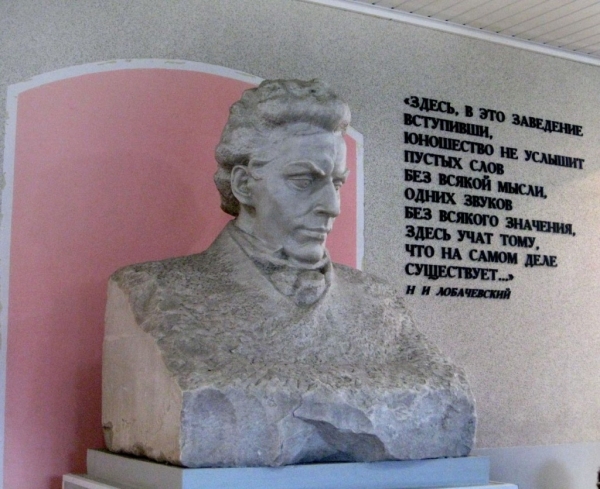 «ЗДЕСЬ, В ЭТО ЗАВЕДЕНИЕ
ВСТУПИВШИ,
ЮНОШЕСТВО НЕ УСЛЫШИТ
ПУСТЫХ СЛОВ
БЕЗ ВСЯКОЙ МЫСЛИ,
ОДНИХ ЗВУКОВ
БЕЗ ВСЯКОГО ЗНАЧЕНИЯ,
ЗДЕСЬ УЧАТ ТОМУ,
ЧТО НА САМОМ ДЕЛЕ
СУЩЕСТВУЕТ...»
Н И ЛОБАЧЕВСКИЙ